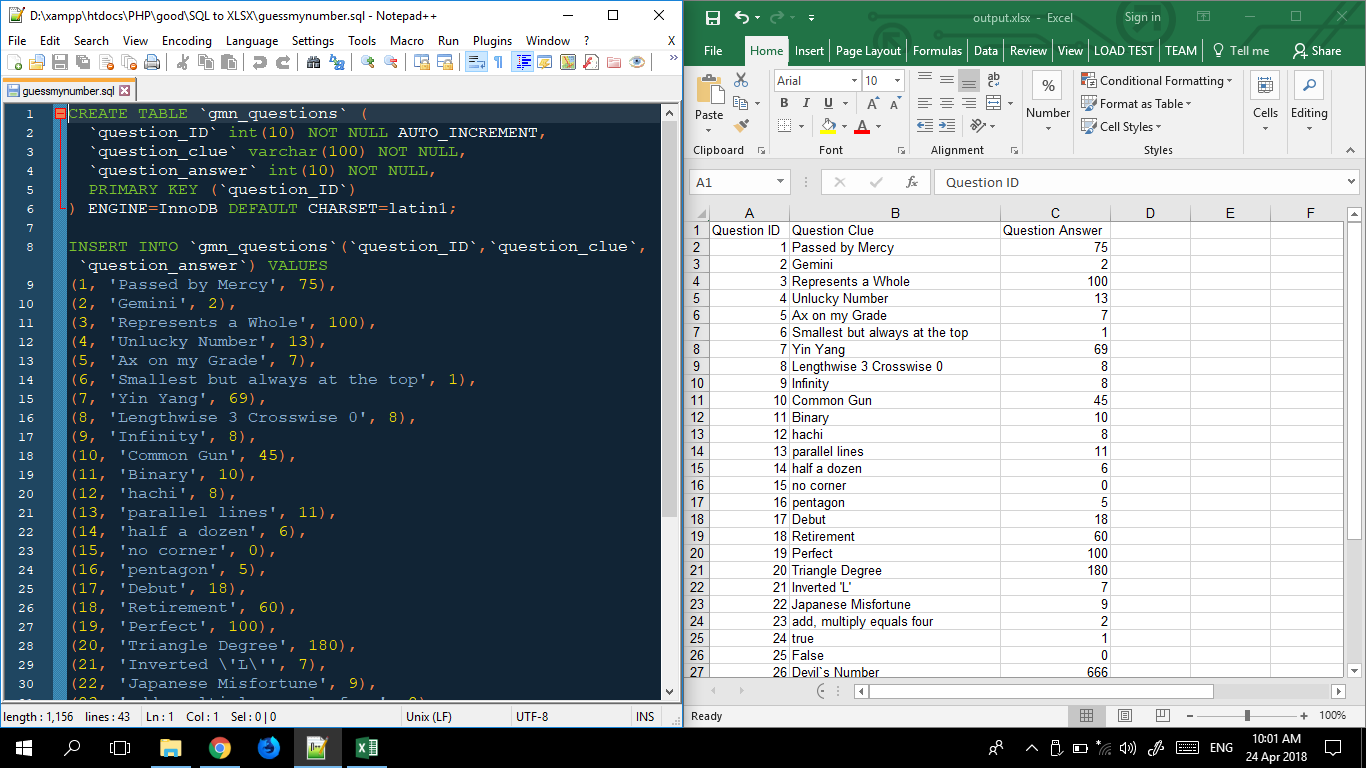 D:\xampp\htdocs\PHP\good\SQL to XLSX\guessmynumber.sql - Notepad++
File Edit Search View Encoding Language Settings Tools Macro Run Plugins Window ? X
guessmynumber.sql
1 CREATE TABLE `gmn_questions` (
2 `question_ID` int(10) NOT NULL AUTO_INCREMENT,
3 `question_clue` varchar(100) NOT NULL,
4 `question_answer` int(10) NOT NULL,
5 PRIMARY KEY (`question_ID`)
6 ) ENGINE=InnoDB DEFAULT CHARSET=latin1;
7
8 INSERT INTO `gmn_questions`(`question_ID`,`question_clue`,
`question_answer`) VALUES
9 (1, 'Passed by Mercy', 75),
10 (2, 'Gemini', 2),
11 (3, 'Represents a Whole', 100),
12 (4, 'Unlucky Number', 13),
13 (5, 'Ax on my Grade', 7),
14 (6, 'Smallest but always at the top', 1),
15 (7, 'Yin Yang', 69),
16 (8, 'Lengthwise 3 Crosswise 0', 8),
17 (9, 'Infinity', 8),
18 (10, 'Common Gun', 45),
19 (11, 'Binary', 10),
20 (12, 'hachi', 8),
21 (13, 'parallel lines', 11),
22 (14, 'half a dozen', 6),
23 (15, 'no corner', 0),
24 (16, 'pentagon', 5),
25 (17, 'Debut', 18),
26 (18, 'Retirement', 60),
27 (19, 'Perfect', 100),
28 (20, 'Triangle Degree', 180),
29 (21, 'Inverted \'L\'', 7),
30 (22, 'Japanese Misfortune', 9),
length : 1,156 lines : 43 Ln : 1 Col : 1 Sel : 0 | 0 Unix (LF) UTF-8 INS
output.xlsx - Excel Sign in
File Home Insert Page Layout Formulas Data Review View LOAD TEST TEAM Tell me Share
Paste
Clipboard
Arial 10
B I U
Font
Alignment
% Number
Conditional Formatting
Format as Table
Cell Styles
Styles
Cells
Editing
A1 fx Question ID
A B C D E F
1 Question ID Question Clue Question Answer
2 1 Passed by Mercy 75
3 2 Gemini 2
4 3 Represents a Whole 100
5 4 Unlucky Number 13
6 5 Ax on my Grade 7
7 6 Smallest but always at the top 1
8 7 Yin Yang 69
9 8 Lengthwise 3 Crosswise 0 8
10 9 Infinity 8
11 10 Common Gun 45
12 11 Binary 10
13 12 hachi 8
14 13 parallel lines 11
15 14 half a dozen 6
16 15 no corner 0
17 16 pentagon 5
18 17 Debut 18
19 18 Retirement 60
20 19 Perfect 100
21 20 Triangle Degree 180
22 21 Inverted 'L' 7
23 22 Japanese Misfortune 9
24 23 add, multiply equals four 2
25 24 true 1
26 25 False 0
27 26 Devil`s Number 666
Ready 100%
ENG
10:01 AM
24 Apr 2018